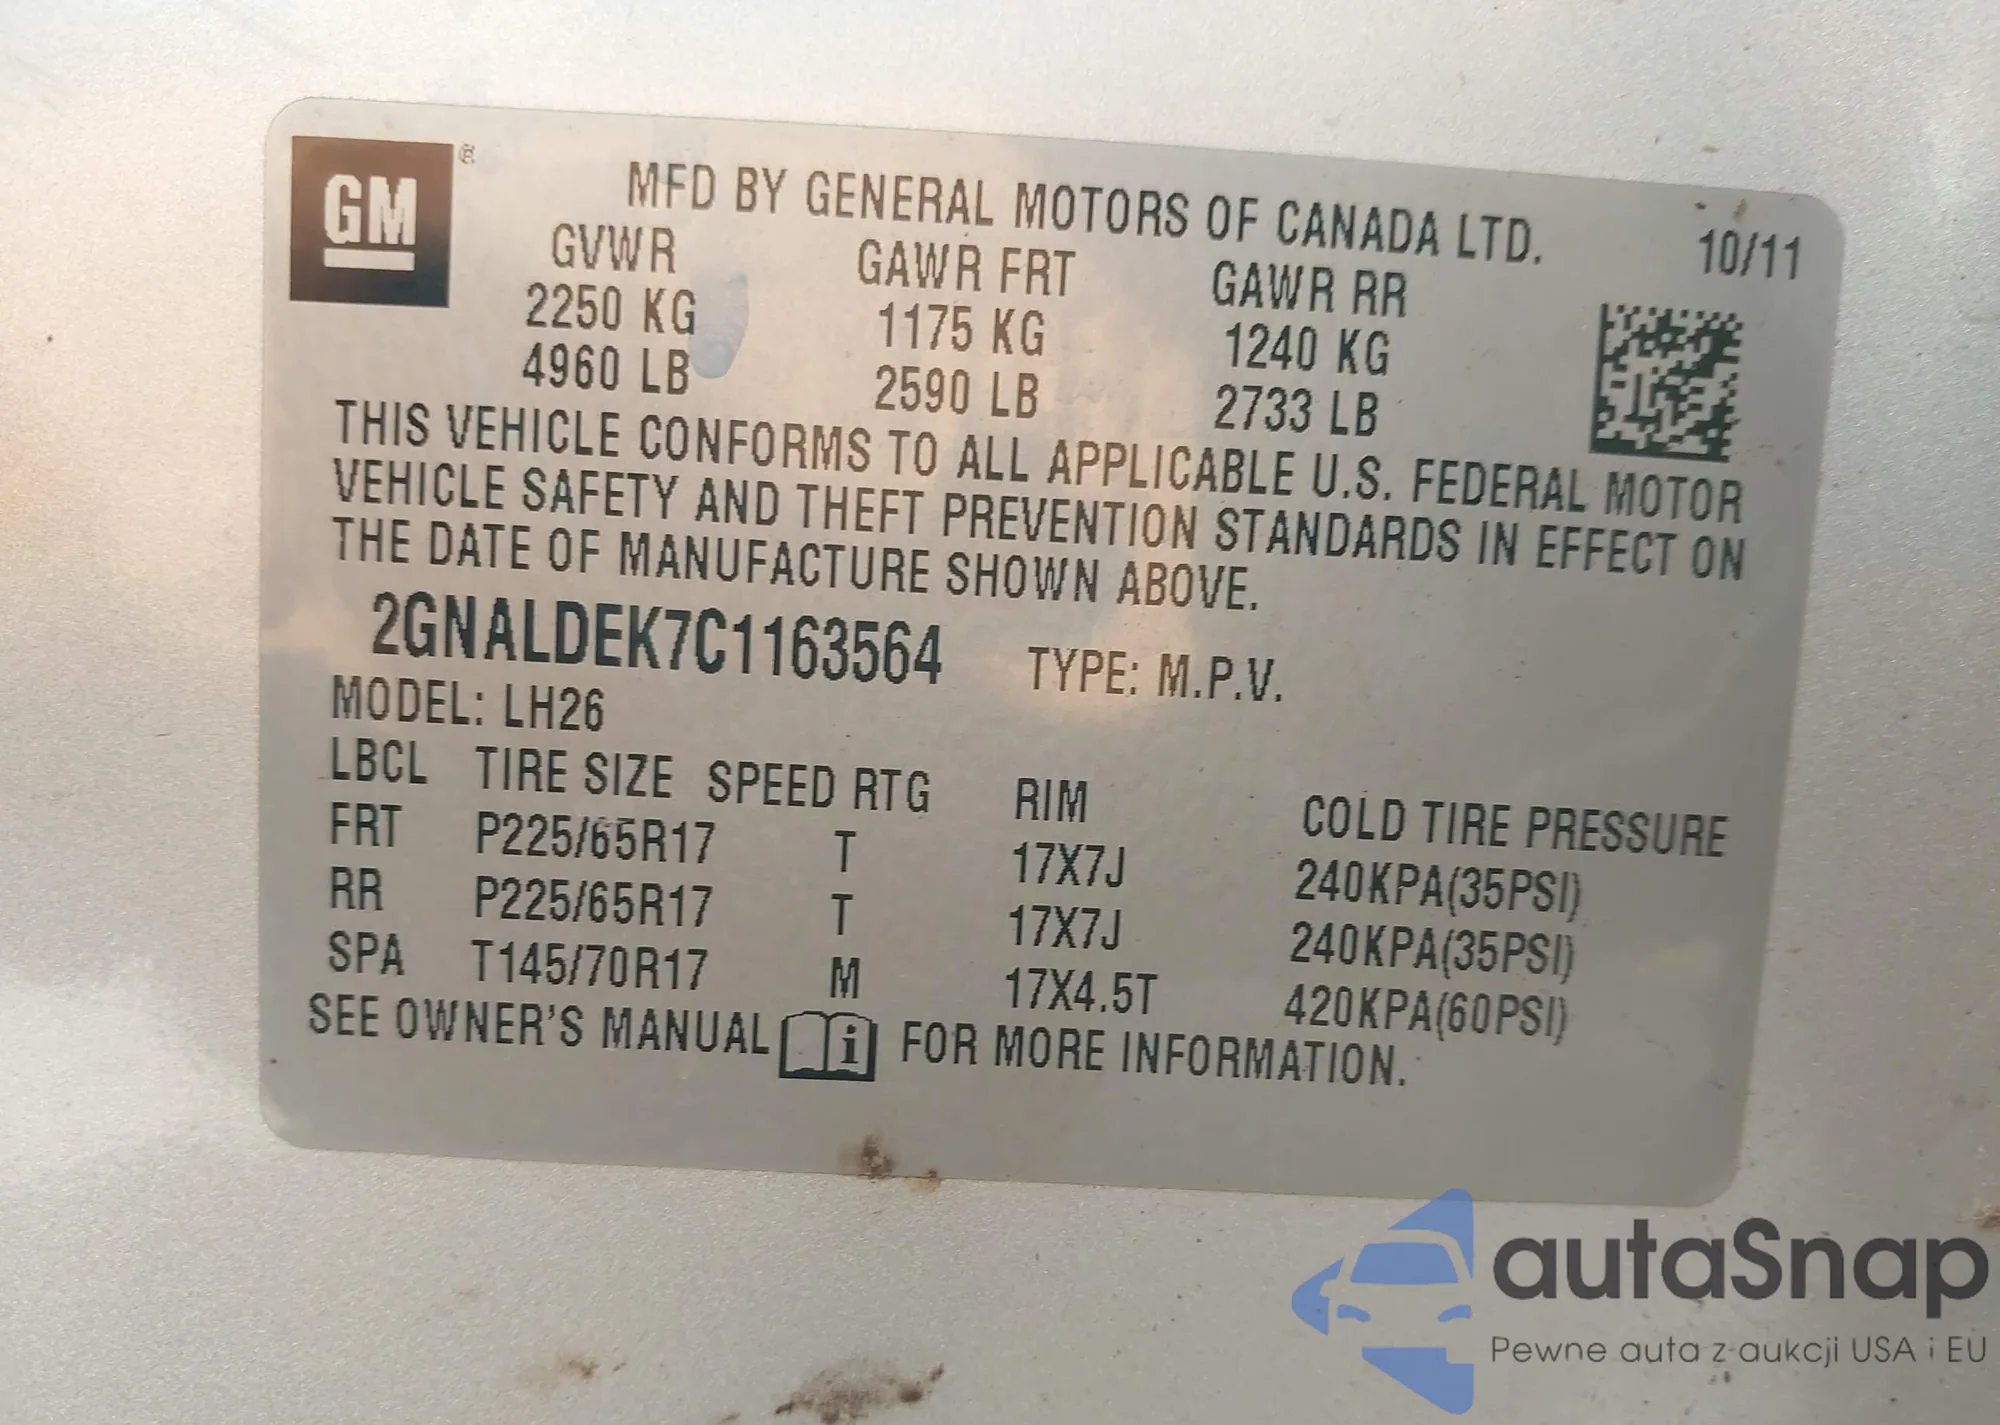 GM ®
MFD BY GENERAL MOTORS OF CANADA LTD.
10/11
GVWR GAWR FRT GAWR RR
2250 KG 1175 KG 1240 KG
4960 LB 2590 LB 2733 LB
THIS VEHICLE CONFORMS TO ALL APPLICABLE U.S. FEDERAL MOTOR
VEHICLE SAFETY AND THEFT PREVENTION STANDARDS IN EFFECT ON
THE DATE OF MANUFACTURE SHOWN ABOVE.
2GNALDEK7C1163564 TYPE: M.P.V.
MODEL: LH26
LBCL TIRE SIZE SPEED RTG RIM COLD TIRE PRESSURE
FRT P225/65R17 T 17X7J 240KPA(35PSI)
RR P225/65R17 T 17X7J 240KPA(35PSI)
SPA T145/70R17 M 17X4.5T 420KPA(60PSI)
SEE OWNER'S MANUAL i FOR MORE INFORMATION.
autaSnap
Pewne auta z aukcji USA i EU